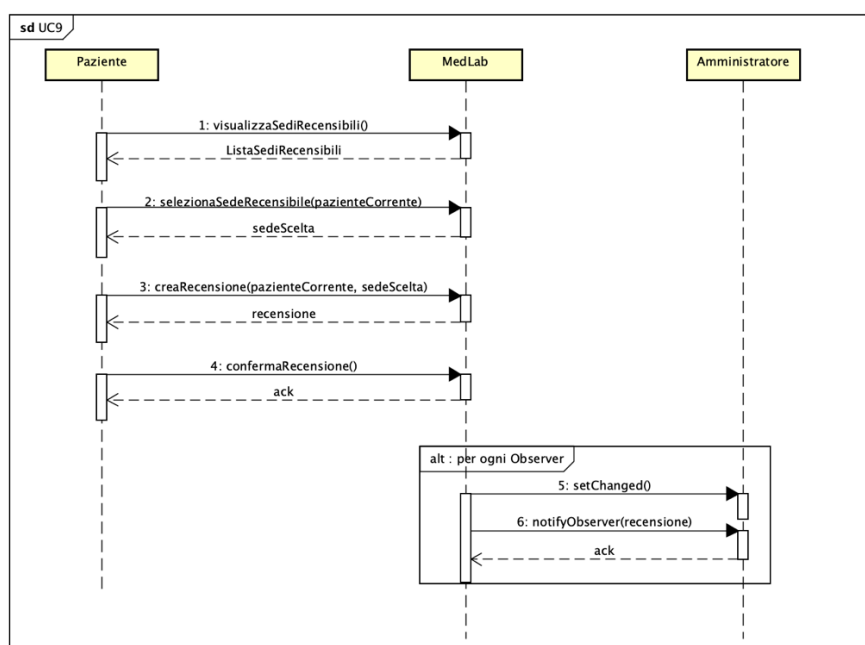 sd UC9
Paziente
MedLab
Amministratore
1: visualizzaSediRecensibili()
ListaSediRecensibili
2: selezionaSedeRecensibile(pazienteCorrente)
sedeScelta
3: creaRecensione(pazienteCorrente, sedeScelta)
recensione
4: confermaRecensione()
ack
alt : per ogni Observer
5: setChanged()
6: notifyObserver(recensione)
ack